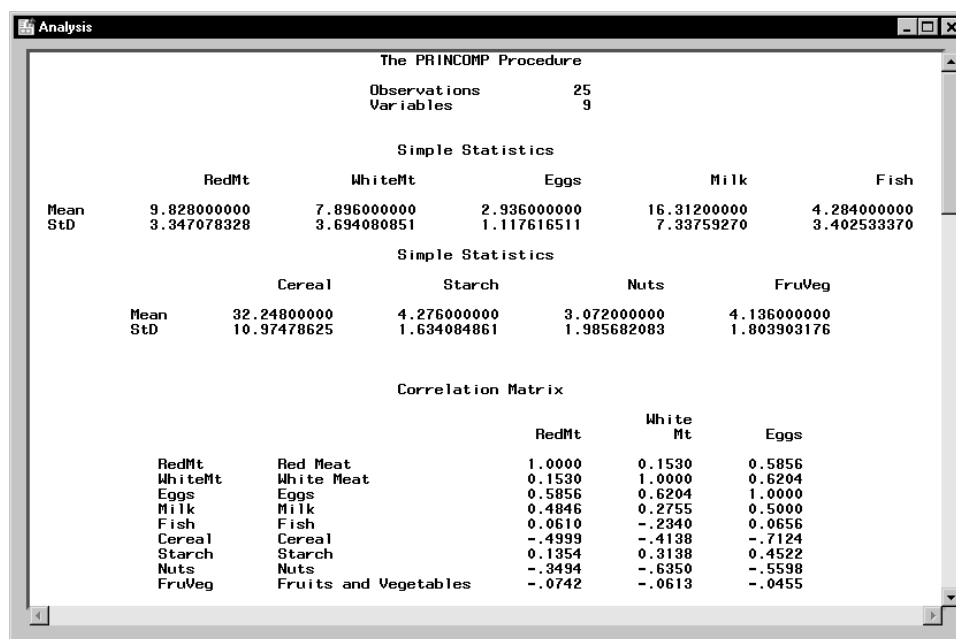 Analysis
The PRINCOMP Procedure
Observations 25
Variables 9
Simple Statistics
RedMt WhiteMt Eggs Milk Fish
Mean 9.828000000 7.896000000 2.936000000 16.31200000 4.284000000
StD 3.347078328 3.694080851 1.117616511 7.33759270 3.402533370
Simple Statistics
Cereal Starch Nuts FruVeg
Mean 32.24800000 4.276000000 3.072000000 4.136000000
StD 10.97478625 1.634084861 1.985682083 1.803903176
Correlation Matrix
White
RedMt Mt Eggs
RedMt Red Meat 1.0000 0.1530 0.5856
WhiteMt White Meat 0.1530 1.0000 0.6204
Eggs Eggs 0.5856 0.6204 1.0000
Milk Milk 0.4846 0.2755 0.5000
Fish Fish 0.0610 -.2340 0.0656
Cereal Cereal -.4999 -.4138 -.7124
Starch Starch 0.1354 0.3138 0.4522
Nuts Nuts -.3494 -.6350 -.5598
FruVeg Fruits and Vegetables -.0742 -.0613 -.0455